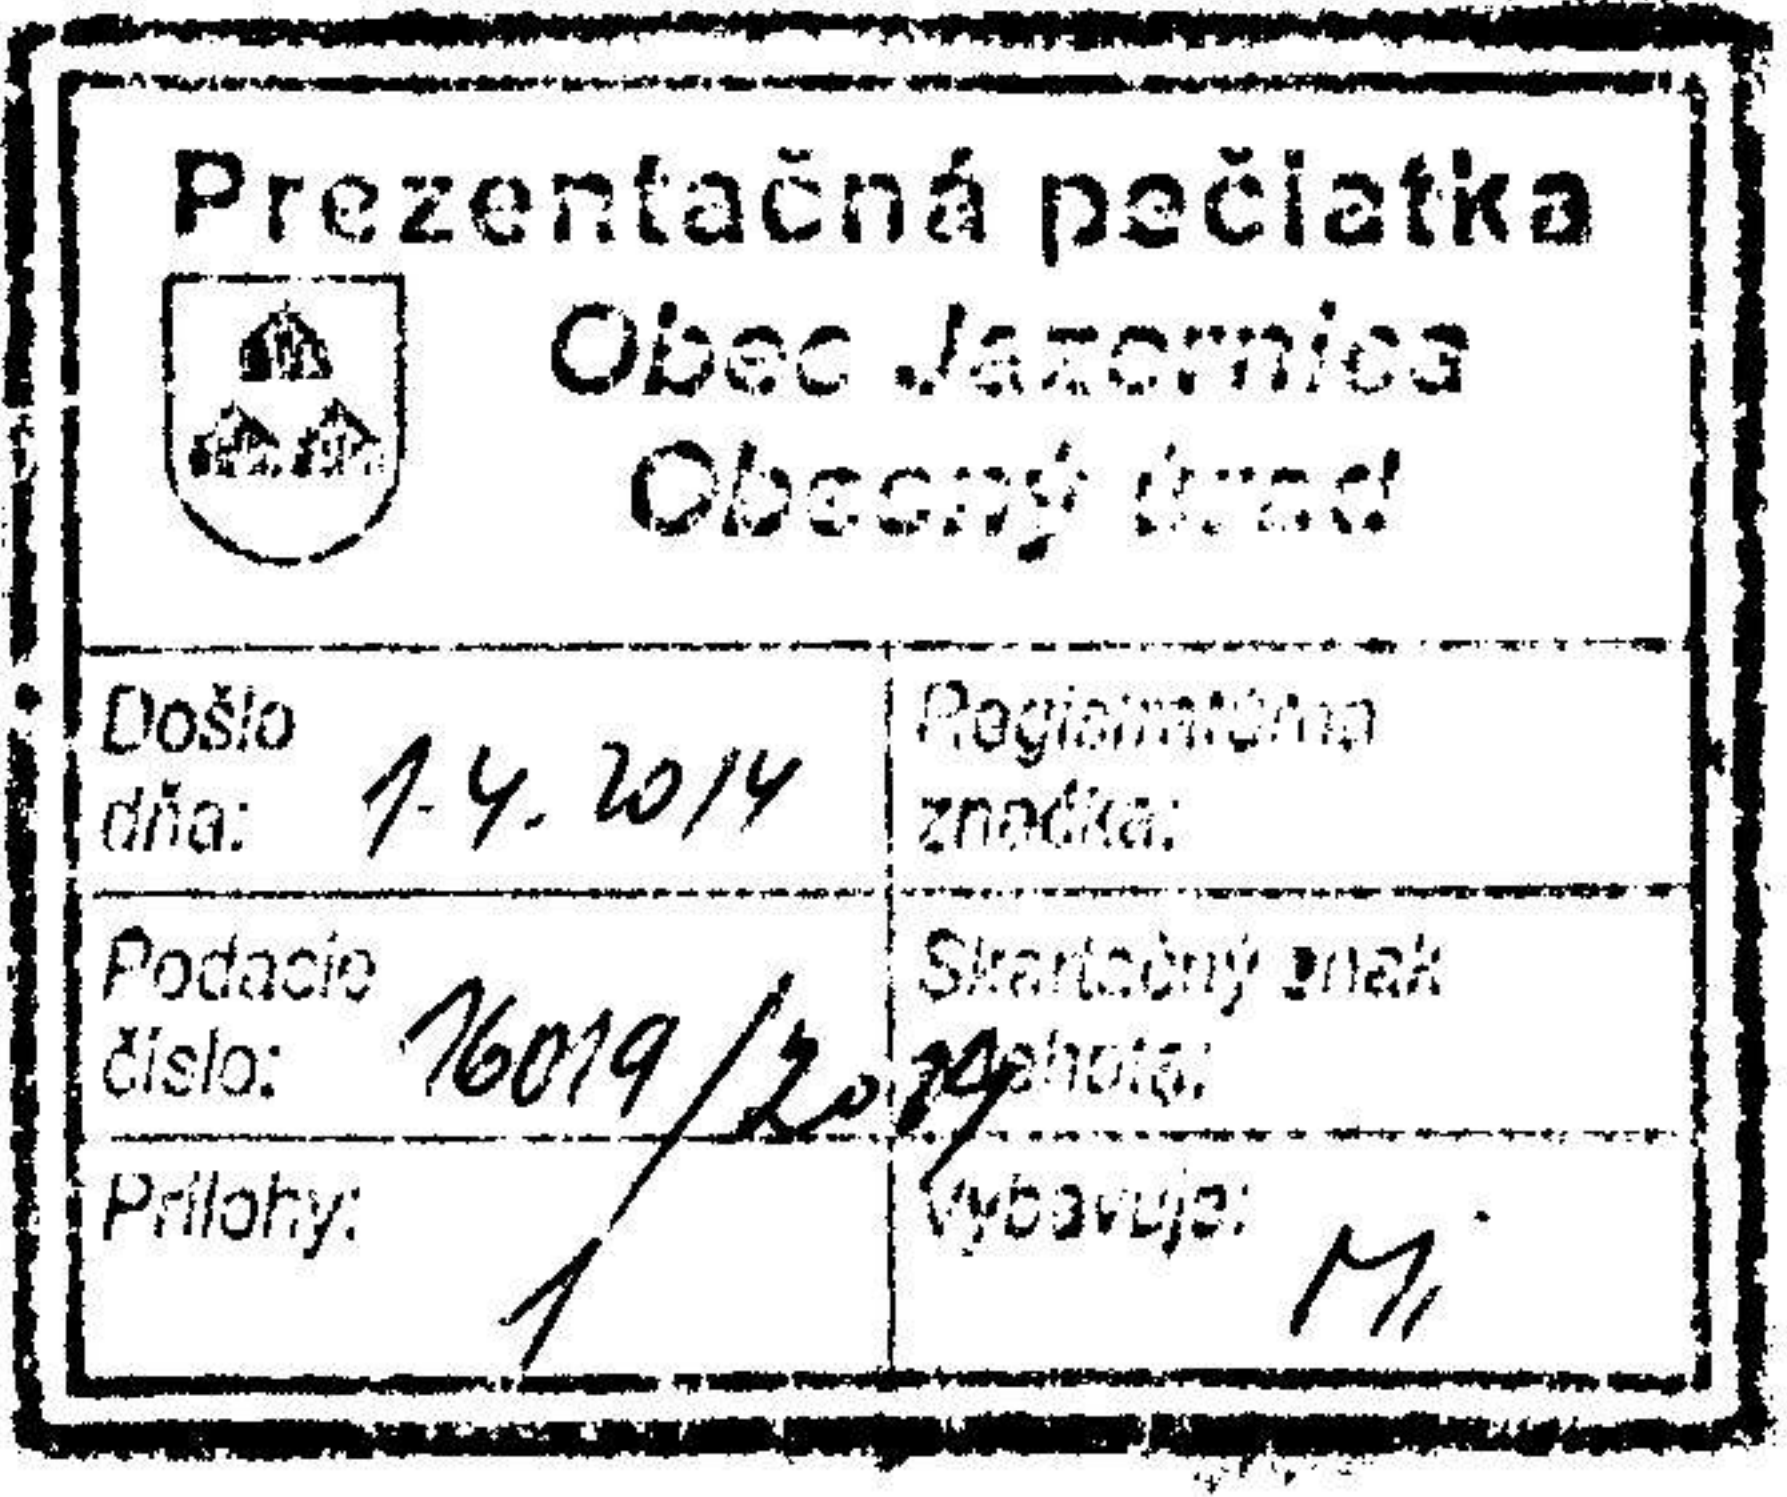 Prezentačná pečiatka
Obec Jazernica
Obecný úrad
Došlo
dňa: 1.4.2014
Registratúrna
značka:
Podacie
číslo: 16019/2014
Skartačný znak
lehota:
Prílohy: 1
Vybavuje: Mi